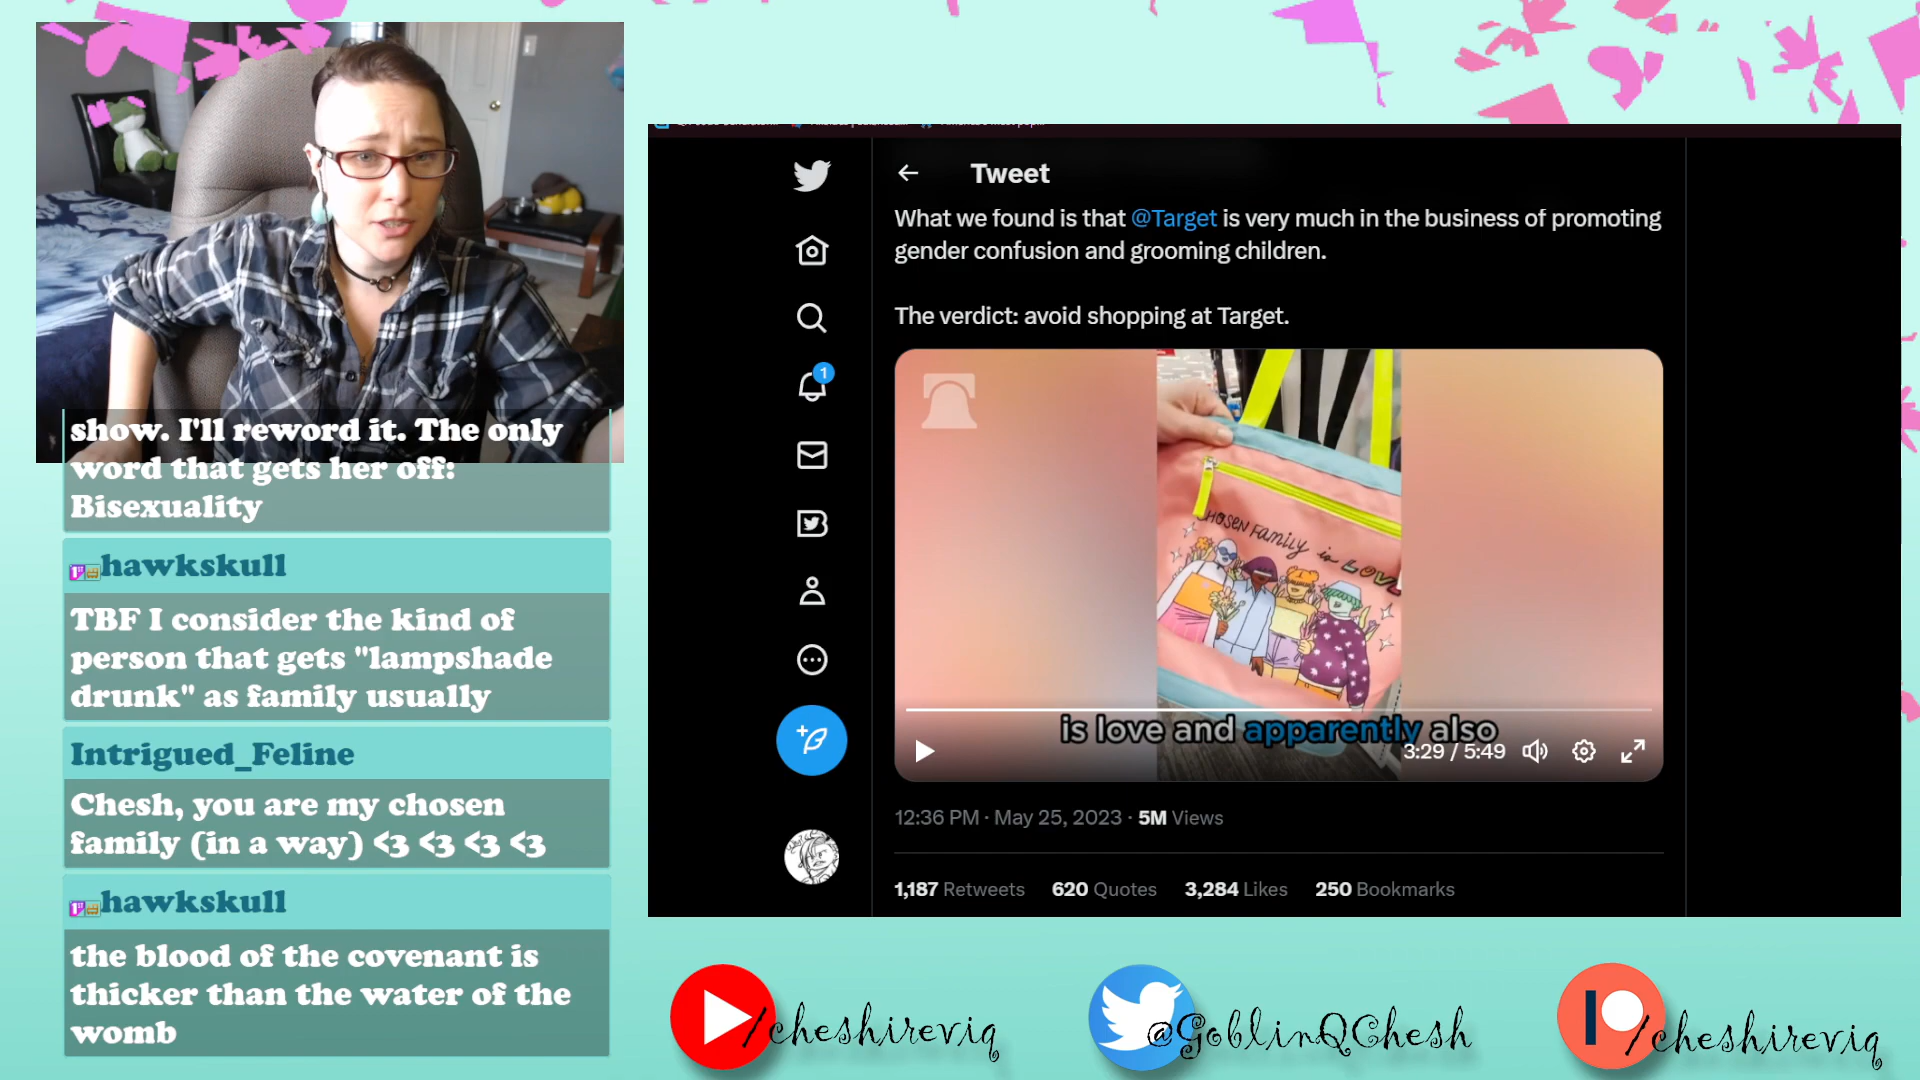 show. I'll reword it. The only
word that gets her off:
Bisexuality
hawkskull
TBF I consider the kind of
person that gets "lampshade
drunk" as family usually
Intrigued_Feline
Chesh, you are my chosen
family (in a way) <3 <3 <3 <3
hawkskull
the blood of the covenant is
thicker than the water of the
womb
Tweet
What we found is that @Target is very much in the business of promoting
gender confusion and grooming children.
The verdict: avoid shopping at Target.
1
HOSEN FAMILY is LOVE
is love and apparently also
3:29 / 5:49
12:36 PM · May 25, 2023 · 5M Views
1,187 Retweets 620 Quotes 3,284 Likes 250 Bookmarks
/cheshireviq
@GoblinQChesh
/cheshireviq